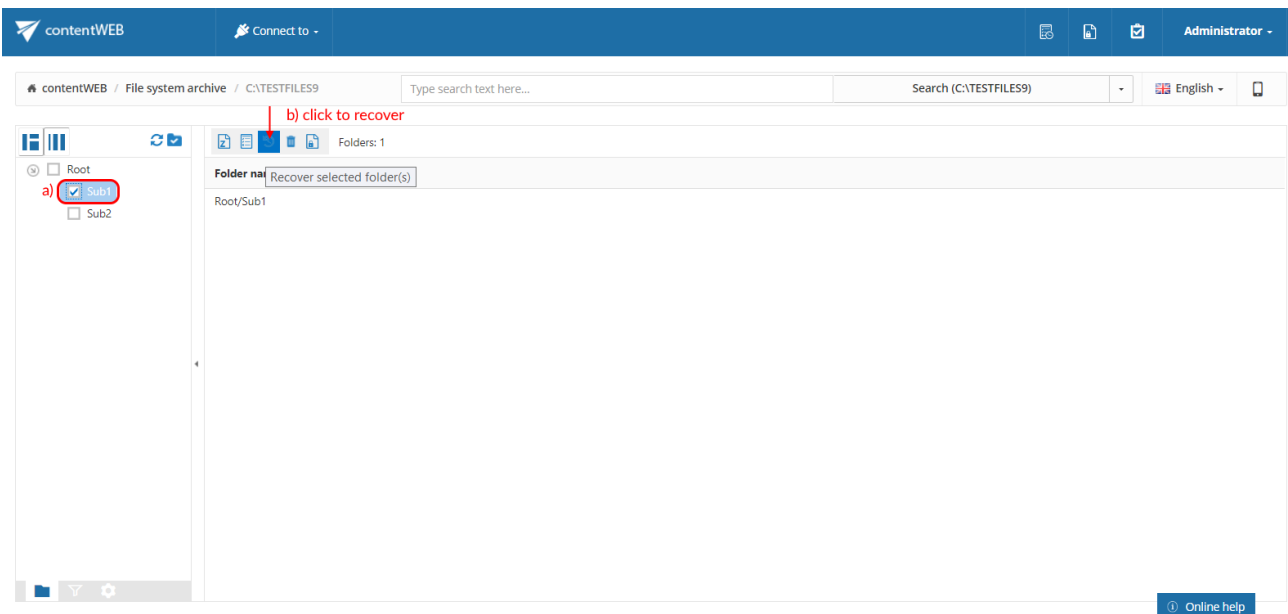 contentWEB
Connect to
Administrator
contentWEB / File system archive / C:\TESTFILES9
Type search text here...
Search (C:\TESTFILES9)
English
b) click to recover
Folders: 1
Root
a) Sub1
Sub2
Folder nar
Recover selected folder(s)
Root/Sub1
Online help